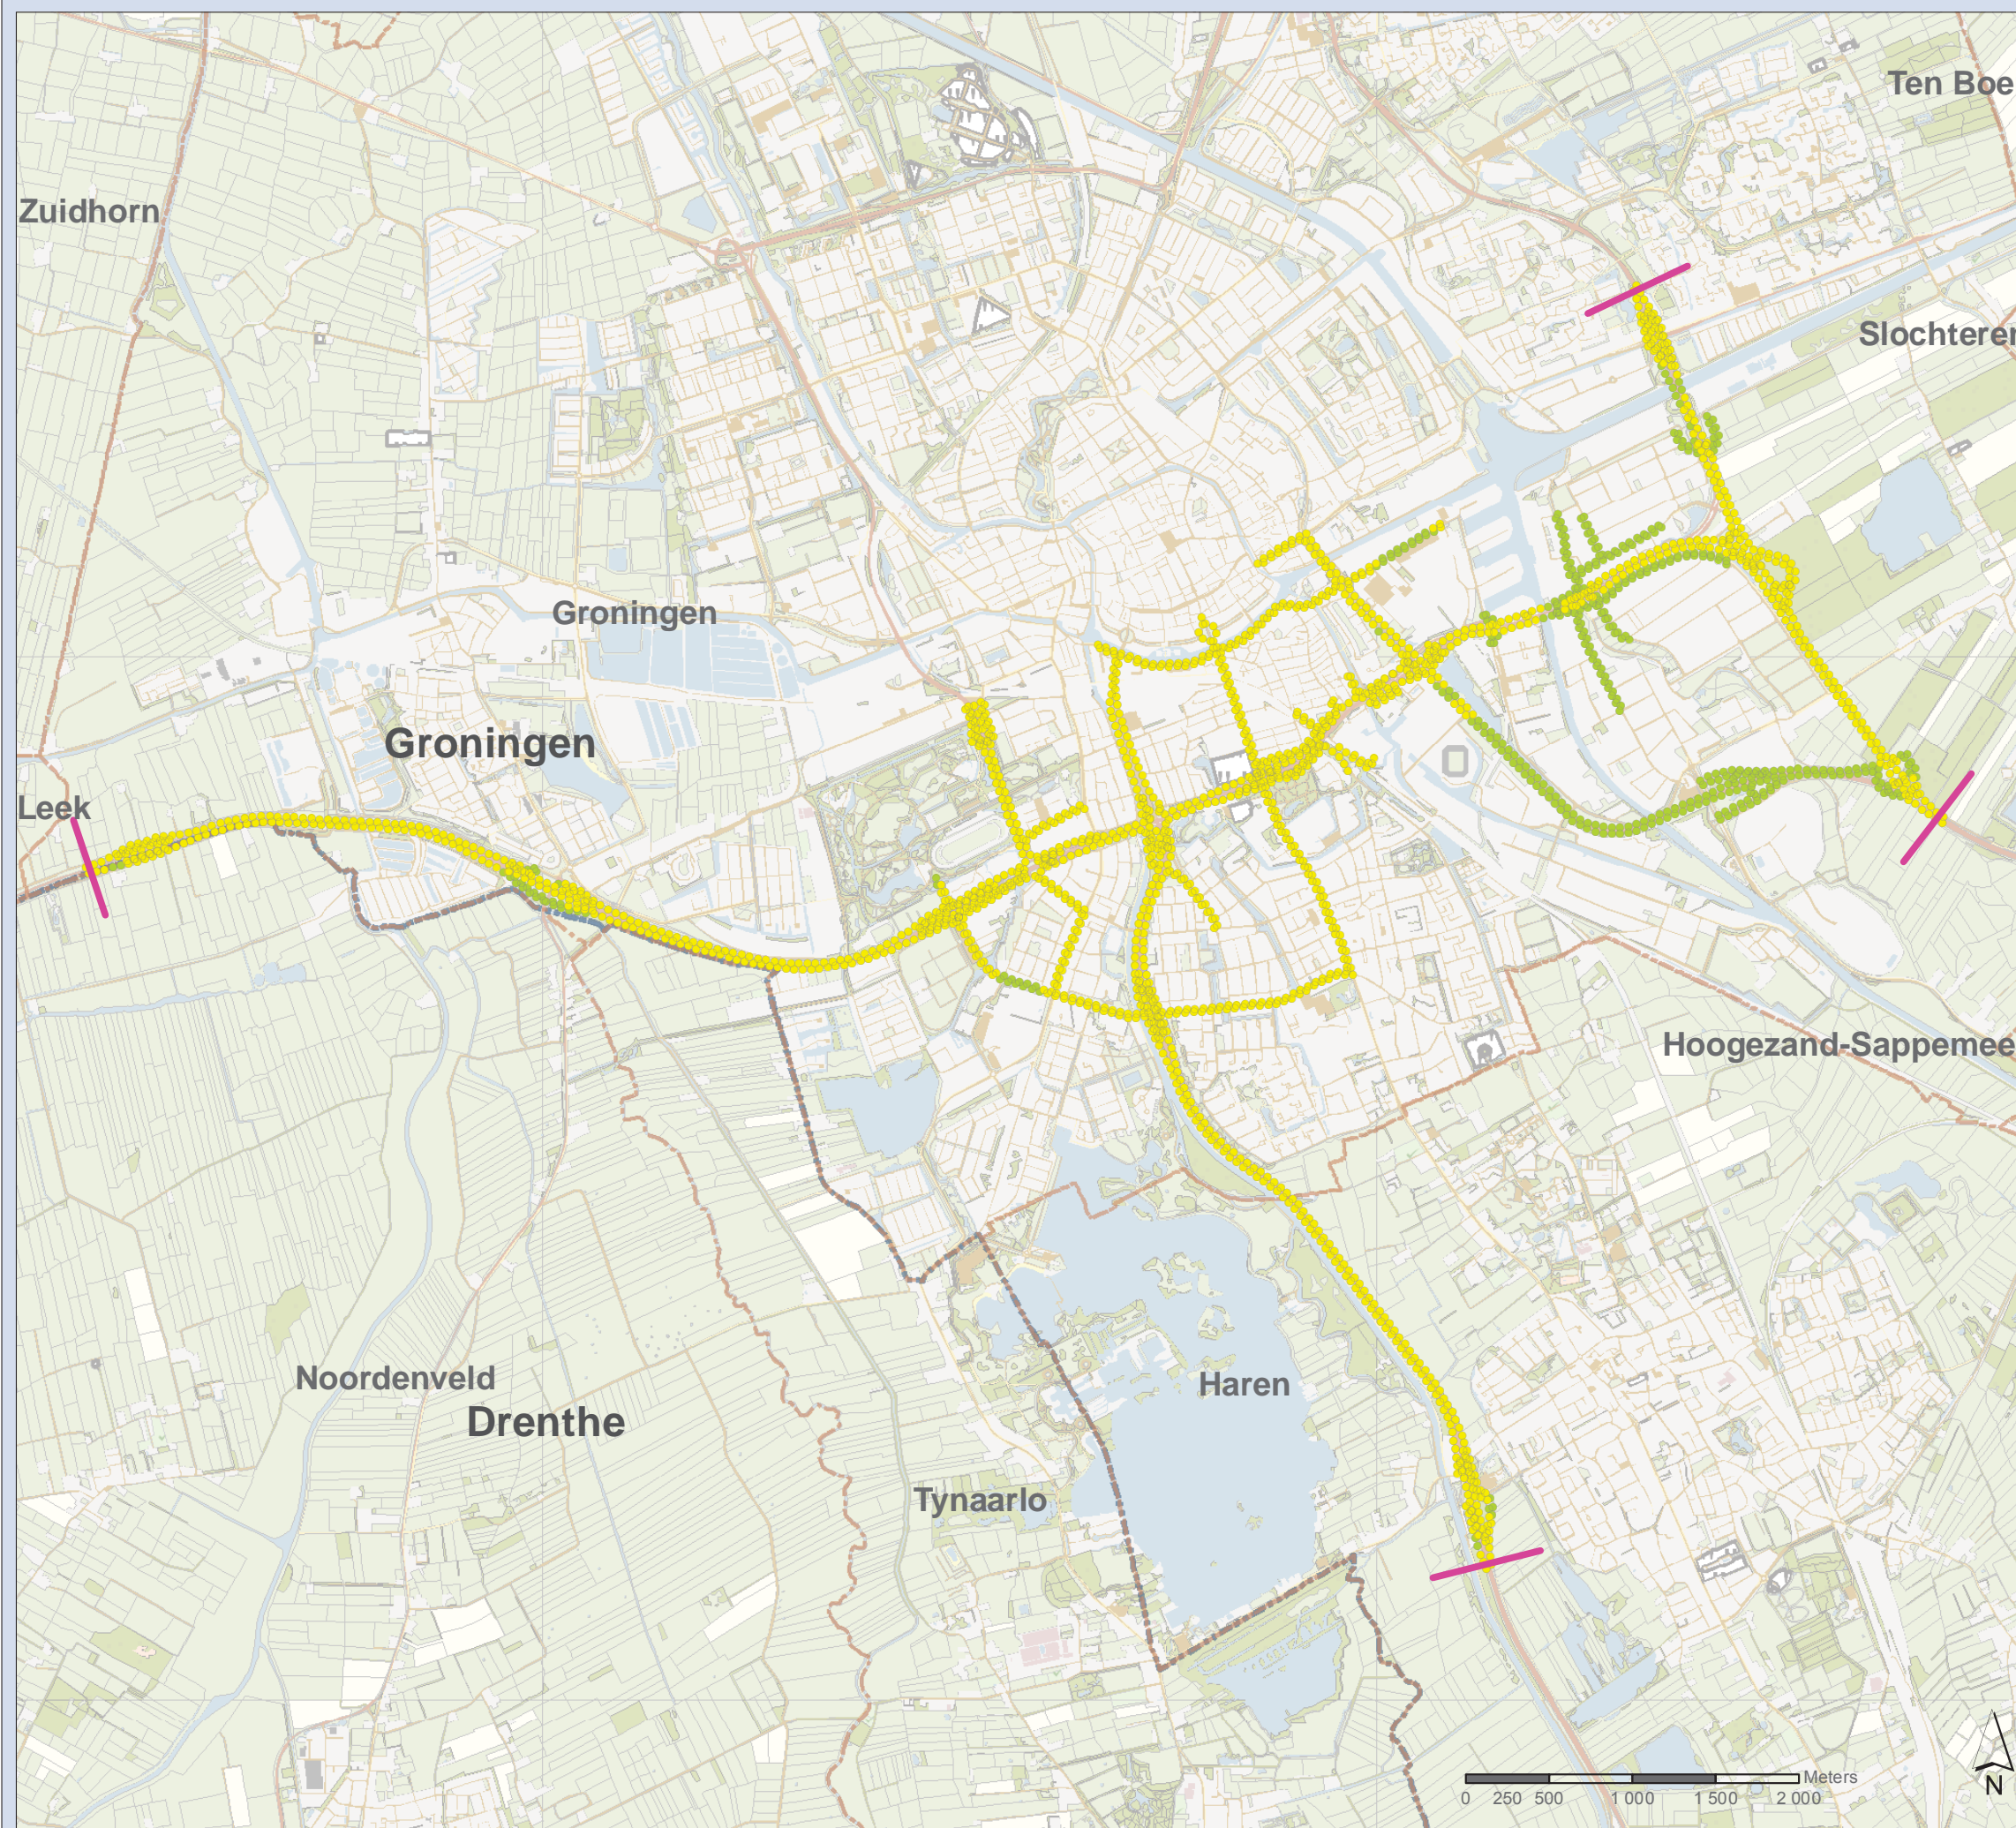 Ten Boe
Zuidhorn
Slochteren
Groningen
Groningen
Leek
Hoogezand-Sappemee
Noordenveld
Haren
Drenthe
Tynaarlo
Meters
0 250 500 1 000 1 500 2 000
N